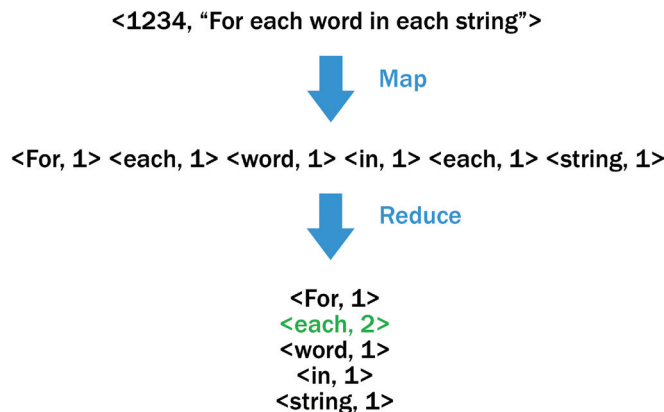 <1234, “For each word in each string”>
Map
<For, 1> <each, 1> <word, 1> <in, 1> <each, 1> <string, 1>
Reduce
<For, 1>
<each, 2>
<word, 1>
<in, 1>
<string, 1>